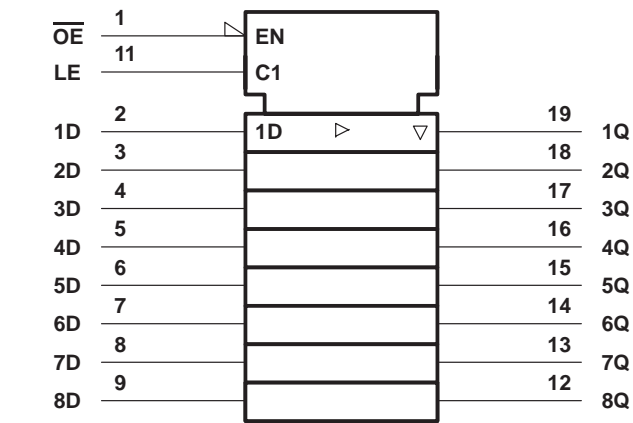 O̅E̅ 1 EN
LE 11 C1
1D 2 1D 19 1Q
2D 3 18 2Q
3D 4 17 3Q
4D 5 16 4Q
5D 6 15 5Q
6D 7 14 6Q
7D 8 13 7Q
8D 9 12 8Q